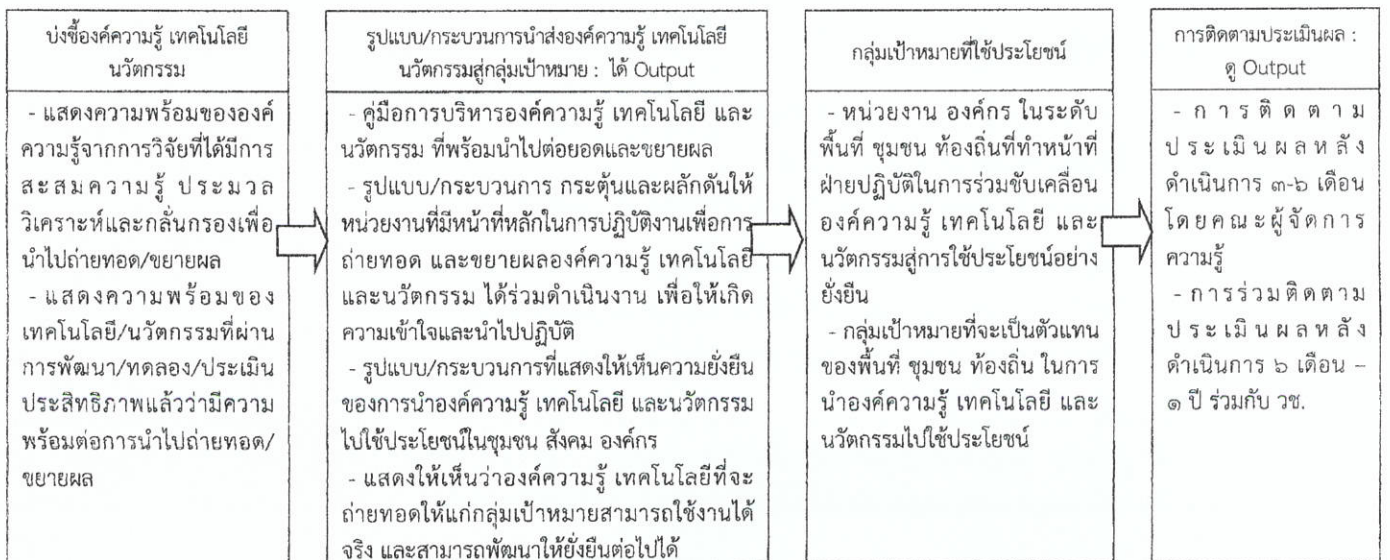 บ่งชี้องค์ความรู้ เทคโนโลยี
นวัตกรรม
- แสดงความพร้อมขององค์
ความรู้จากการวิจัยที่ได้มีการ
สะสมความรู้ ประมวล
วิเคราะห์และกลั่นกรองเพื่อ
นำไปถ่ายทอด/ขยายผล
- แสดงความพร้อมของ
เทคโนโลยี/นวัตกรรมที่ผ่าน
การพัฒนา/ทดลอง/ประเมิน
ประสิทธิภาพแล้วว่ามีความ
พร้อมต่อการนำไปถ่ายทอด/
ขยายผล
รูปแบบ/กระบวนการนำส่งองค์ความรู้ เทคโนโลยี
นวัตกรรมสู่กลุ่มเป้าหมาย : ได้ Output
- คู่มือการบริหารองค์ความรู้ เทคโนโลยี และ
นวัตกรรม ที่พร้อมนำไปต่อยอดและขยายผล
- รูปแบบ/กระบวนการ กระตุ้นและผลักดันให้
หน่วยงานที่มีหน้าที่หลักในการปฏิบัติงานเพื่อการ
ถ่ายทอด และขยายผลองค์ความรู้ เทคโนโลยี
และนวัตกรรม ได้ร่วมดำเนินงาน เพื่อให้เกิด
ความเข้าใจและนำไปปฏิบัติ
- รูปแบบ/กระบวนการที่แสดงให้เห็นความยั่งยืน
ของการนำองค์ความรู้ เทคโนโลยี และนวัตกรรม
ไปใช้ประโยชน์ในชุมชน สังคม องค์กร
- แสดงให้เห็นว่าองค์ความรู้ เทคโนโลยีที่จะ
ถ่ายทอดให้แก่กลุ่มเป้าหมายสามารถใช้งานได้
จริง และสามารถพัฒนาให้ยั่งยืนต่อไปได้
กลุ่มเป้าหมายที่ใช้ประโยชน์
- หน่วยงาน องค์กร ในระดับ
พื้นที่ ชุมชน ท้องถิ่นที่ทำหน้าที่
ฝ่ายปฏิบัติในการร่วมขับเคลื่อน
องค์ความรู้ เทคโนโลยี และ
นวัตกรรมสู่การใช้ประโยชน์อย่าง
ยั่งยืน
- กลุ่มเป้าหมายที่จะเป็นตัวแทน
ของพื้นที่ ชุมชน ท้องถิ่น ในการ
นำองค์ความรู้ เทคโนโลยี และ
นวัตกรรมไปใช้ประโยชน์
การติดตามประเมินผล :
ดู Output
- การติดตาม
ประเมินผลหลัง
ดำเนินการ ๓-๖ เดือน
โดยคณะผู้จัดการ
ความรู้
- การร่วมติดตาม
ประเมินผลหลัง
ดำเนินการ ๖ เดือน –
๑ ปี ร่วมกับ วช.